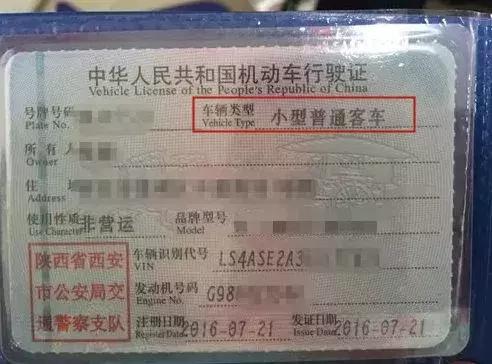 中华人民共和国机动车行驶证
Vehicle License of the People's Republic of China
号牌号码
Plate No.
车辆类型 小型普通客车
Vehicle Type
所有人
Owner
住
使用性质 非营运
Use Character
品牌型号
Model
陕西省西安
市公安局交
通警察支队
车辆识别代号 LS4ASE2A3
VIN
发动机号码 G98
Engine No.
注册日期 2016-07-21
Register Date
发证日期 2016-07-21
Issue Date